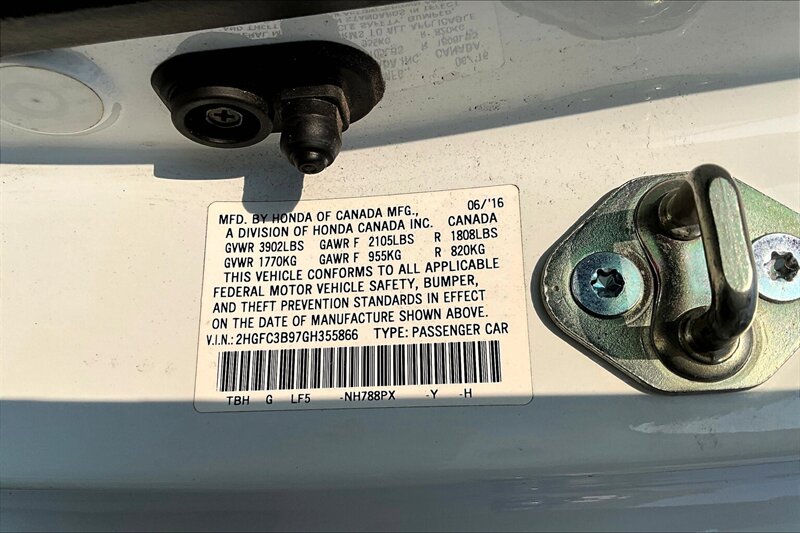 MFD. BY HONDA OF CANADA MFG., 06/'16
A DIVISION OF HONDA CANADA INC. CANADA
GVWR 3902LBS GAWR F 2105LBS R 1808LBS
GVWR 1770KG GAWR F 955KG R 820KG
THIS VEHICLE CONFORMS TO ALL APPLICABLE
FEDERAL MOTOR VEHICLE SAFETY, BUMPER,
AND THEFT PREVENTION STANDARDS IN EFFECT
ON THE DATE OF MANUFACTURE SHOWN ABOVE.
V.I.N.: 2HGFC3B97GH355866 TYPE: PASSENGER CAR
TBH G LF5 -NH788PX -Y -H